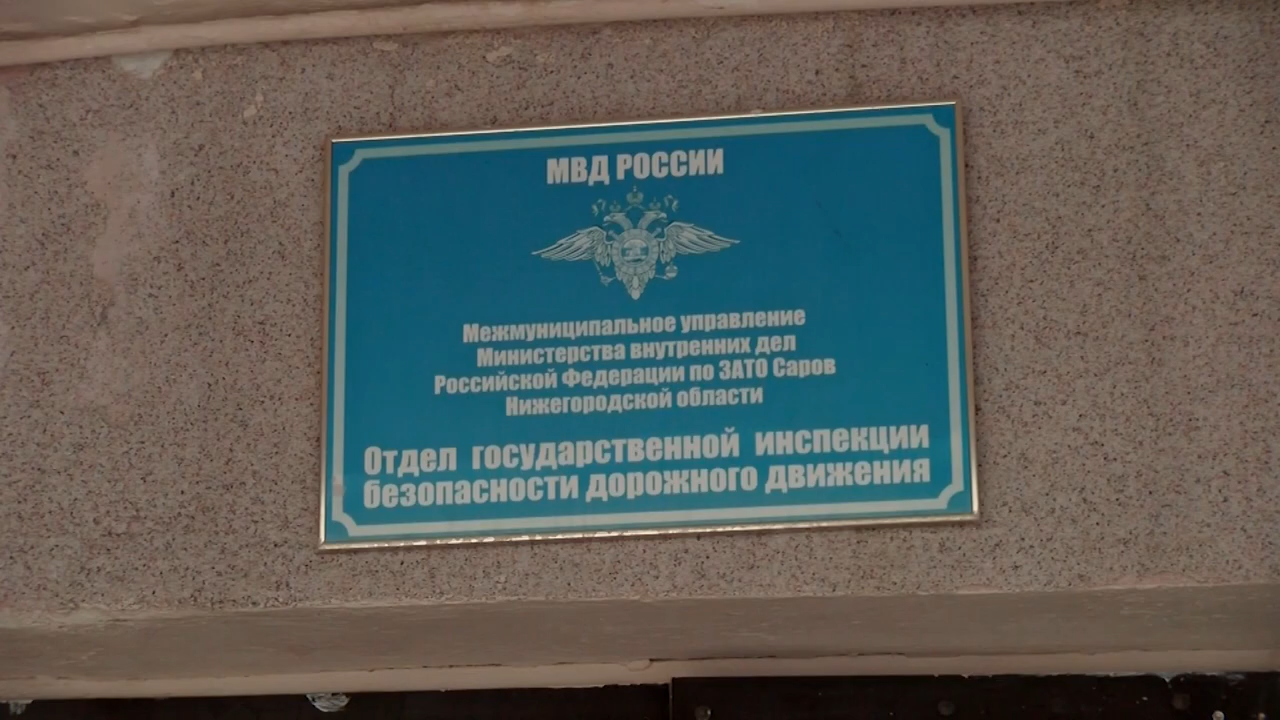 МВД РОССИИ
Межмуниципальное управление
Министерства внутренних дел
Российской Федерации по ЗАТО Саров
Нижегородской области
Отдел государственной инспекции
безопасности дорожного движения